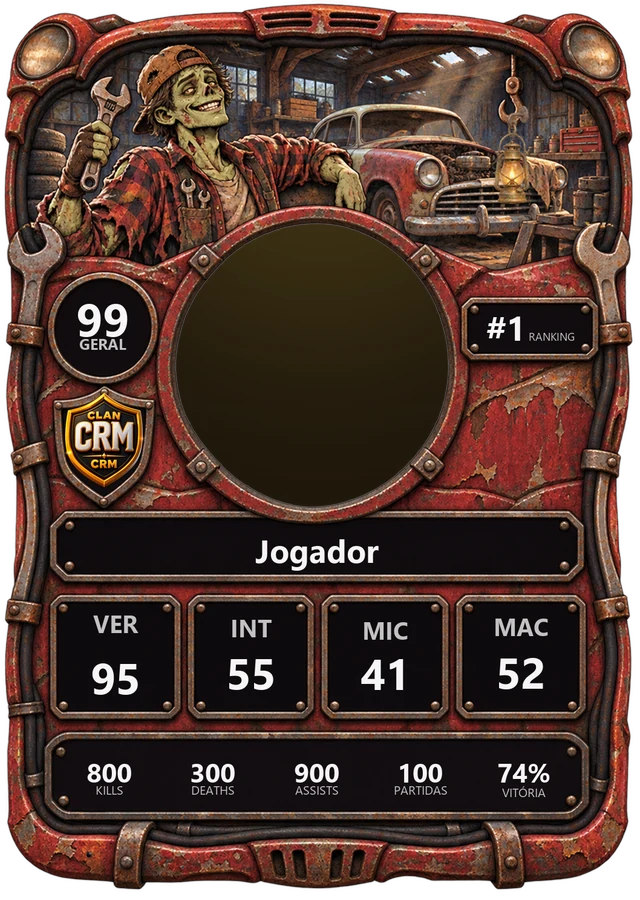 99
GERAL
#1 RANKING
CLAN
CRM
CRM
Jogador
VER INT MIC MAC
95 55 41 52
800 300 900 100 74%
KILLS DEATHS ASSISTS PARTIDAS VITÓRIA